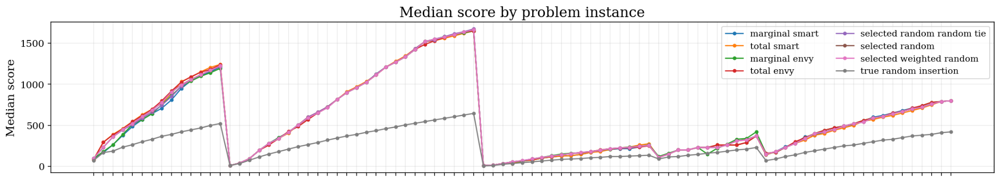 Median score by problem instance
Median score
1500
1000
500
0
marginal smart
total smart
marginal envy
total envy
selected random random tie
selected random
selected weighted random
true random insertion